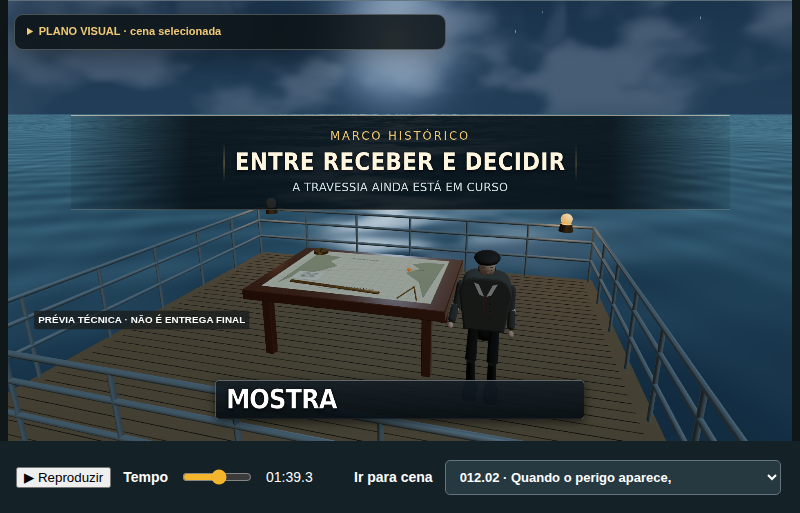 ▶ PLANO VISUAL · cena selecionada
MARCO HISTÓRICO
ENTRE RECEBER E DECIDIR
A TRAVESSIA AINDA ESTÁ EM CURSO
PRÉVIA TÉCNICA · NÃO É ENTREGA FINAL
MOSTRA
▶ Reproduzir Tempo 01:39.3 Ir para cena 012.02 · Quando o perigo aparece,